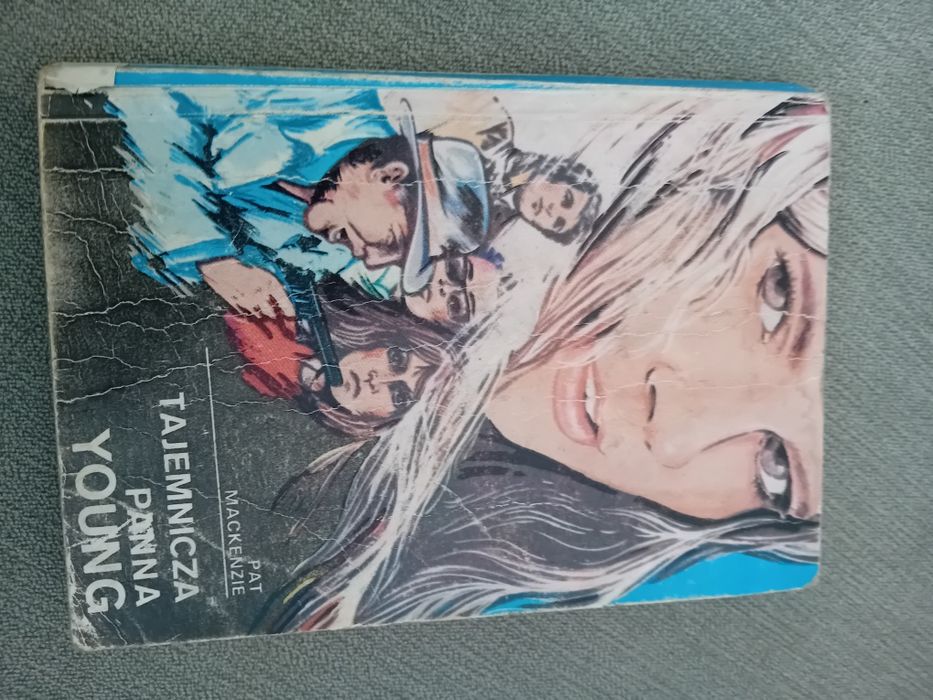 PAT
MACKENZIE
TAJEMNICZA
PANNA
YOUNG